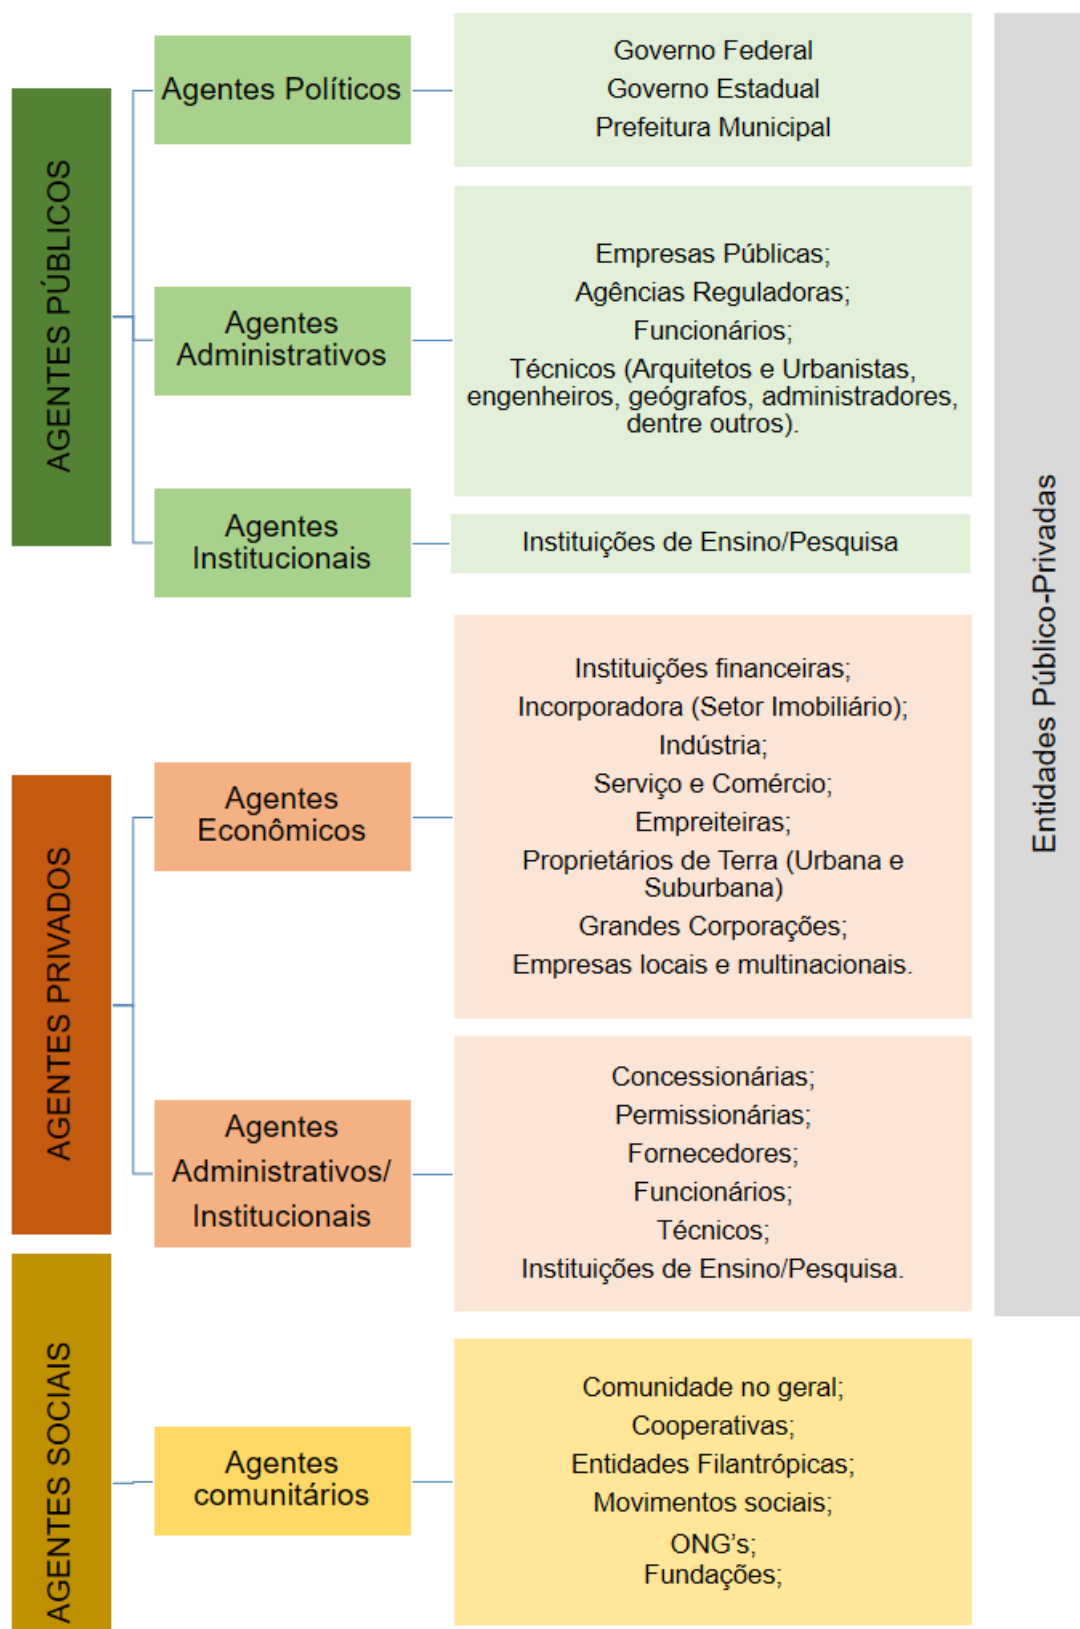 AGENTES PÚBLICOS
Agentes Políticos
Governo Federal
Governo Estadual
Prefeitura Municipal
Agentes
Administrativos
Empresas Públicas;
Agências Reguladoras;
Funcionários;
Técnicos (Arquitetos e Urbanistas,
engenheiros, geógrafos, administradores,
dentre outros).
Agentes
Institucionais
Instituições de Ensino/Pesquisa
AGENTES PRIVADOS
Agentes
Econômicos
Instituições financeiras;
Incorporadora (Setor Imobiliário);
Indústria;
Serviço e Comércio;
Empreiteiras;
Proprietários de Terra (Urbana e
Suburbana)
Grandes Corporações;
Empresas locais e multinacionais.
Agentes
Administrativos/
Institucionais
Concessionárias;
Permissionárias;
Fornecedores;
Funcionários;
Técnicos;
Instituições de Ensino/Pesquisa.
Entidades Público-Privadas
AGENTES SOCIAIS
Agentes
comunitários
Comunidade no geral;
Cooperativas;
Entidades Filantrópicas;
Movimentos sociais;
ONG's;
Fundações;